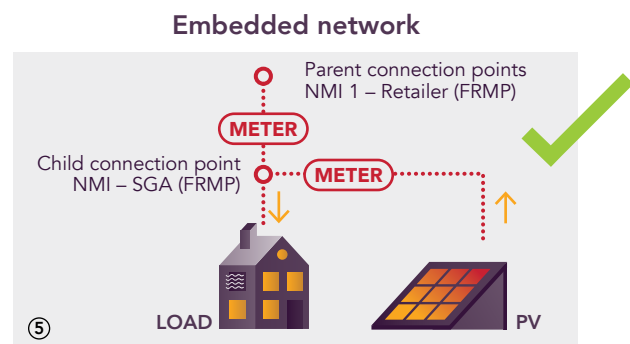 Embedded network
Parent connection points
NMI 1 – Retailer (FRMP)
METER
Child connection point
NMI – SGA (FRMP)
METER
LOAD
PV
⑤